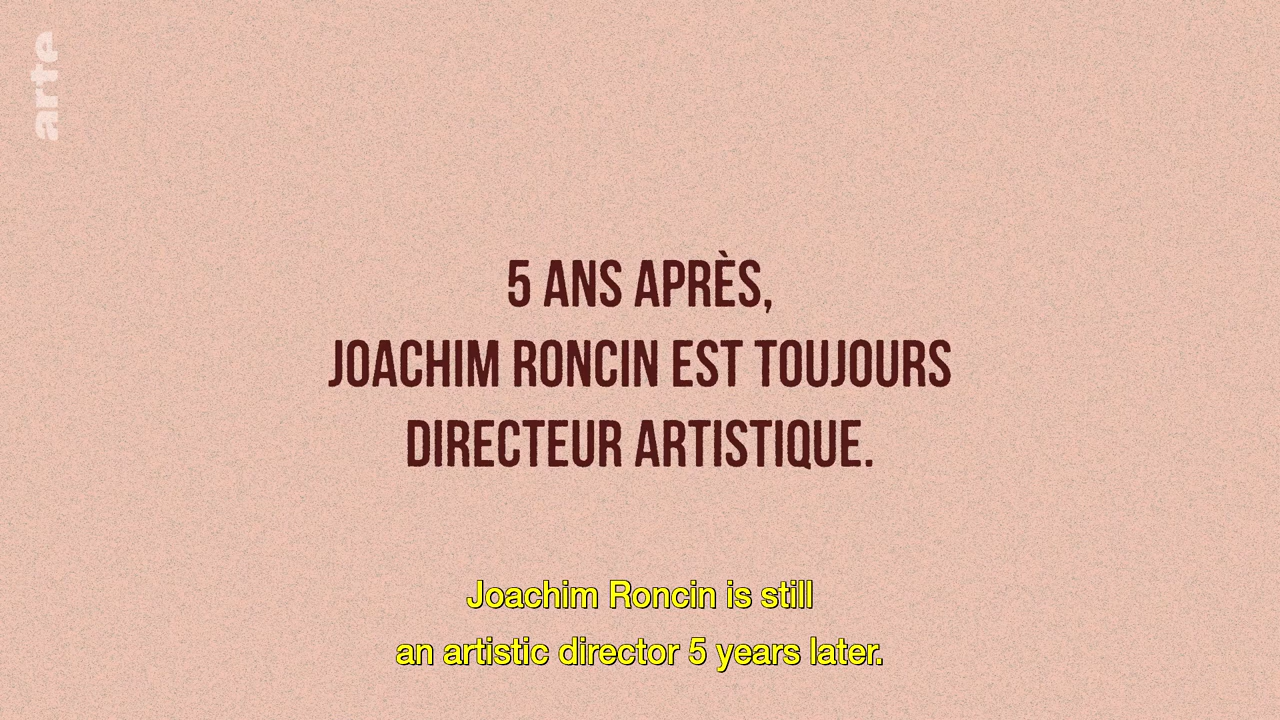 arte
5 ANS APRÈS,
JOACHIM RONCIN EST TOUJOURS
DIRECTEUR ARTISTIQUE.
Joachim Roncin is still
an artistic director 5 years later.